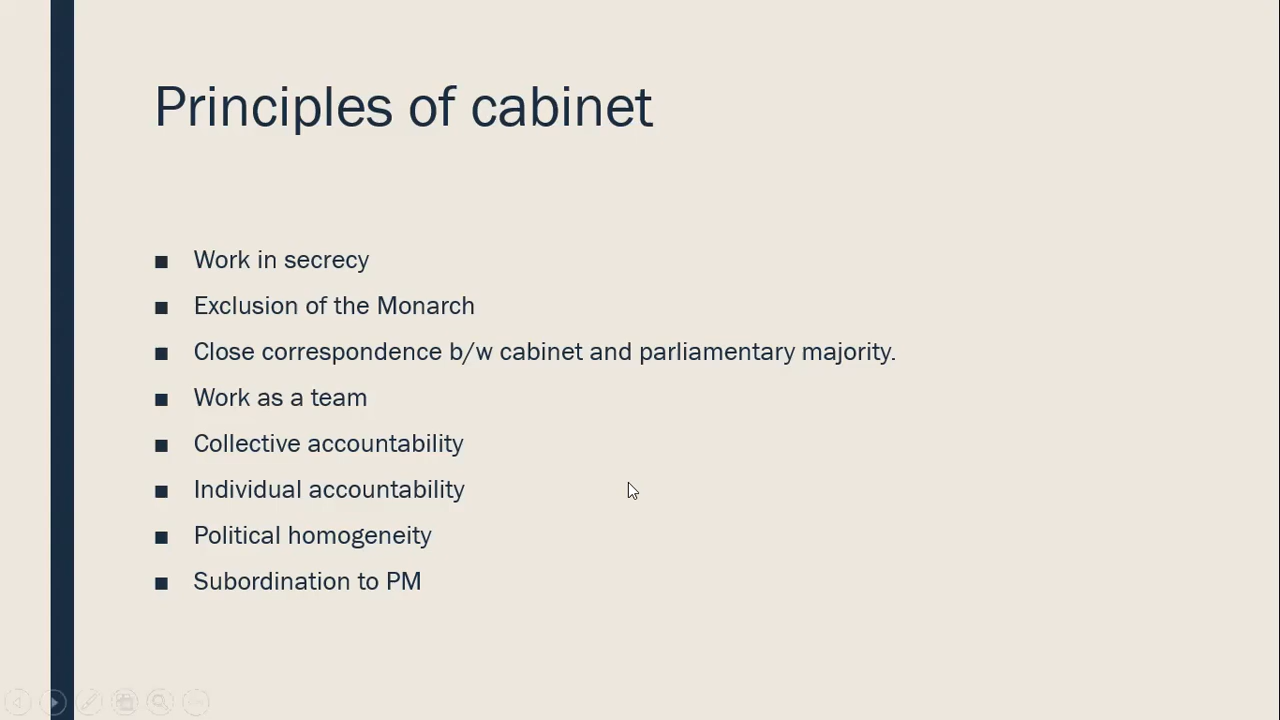 Principles of cabinet
Work in secrecy
Exclusion of the Monarch
Close correspondence b/w cabinet and parliamentary majority.
Work as a team
Collective accountability
Individual accountability
Political homogeneity
Subordination to PM